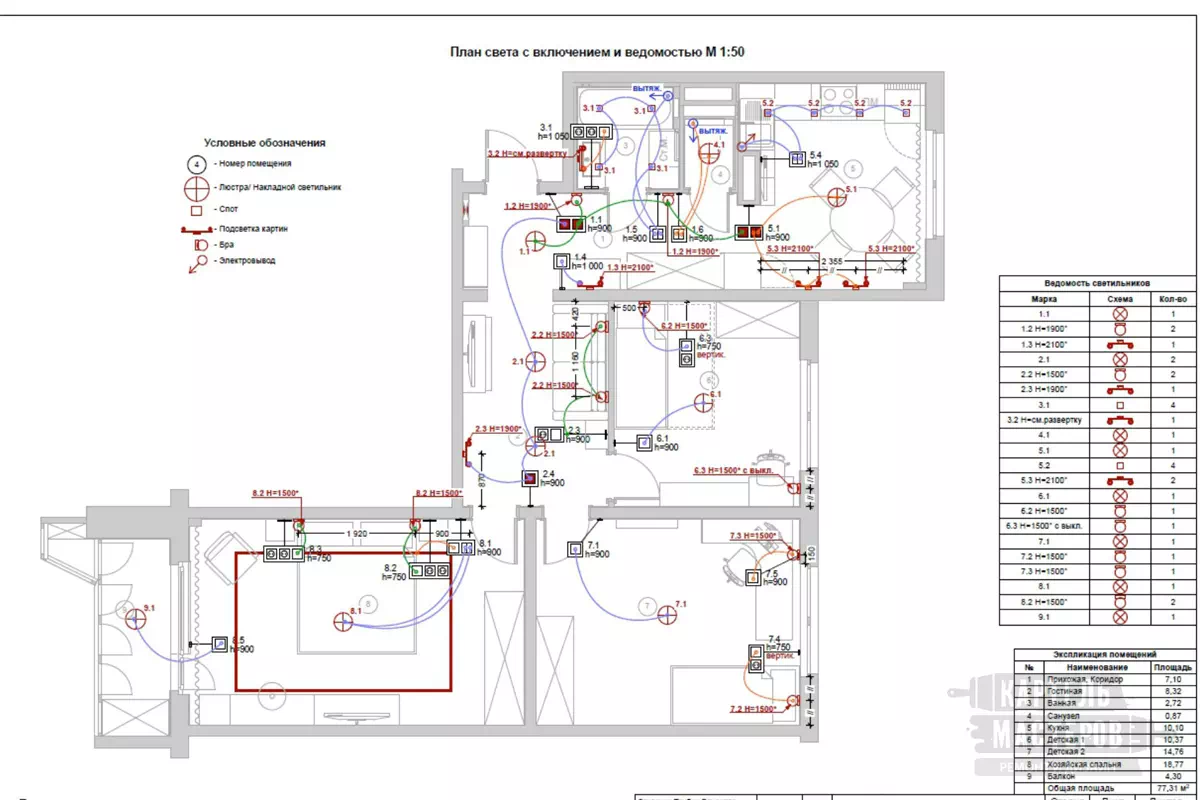 План света с включением и ведомостью М 1:50
Условные обозначения
4 - Номер помещения
- Люстра/ Накладной светильник
- Спот
- Подсветка картин
- Бра
- Электровывод
ВЫТЯЖ.
3.1
3.1
3.1
h=1 050
3.2 Н=см.развертку
3
Ст.М
3.1
3.1
ВЫТЯЖ.
4.1
4
5.2
5.2
5.2
5.2
ПМ
5.4
h=1 050
5
5.1
1.2 Н=1900*
1.1
h=900
1.1
1
1.5
h=900
1.6
h=900
1.2 Н=1900*
5.1
h=900
5.3 Н=2100*
5.3 Н=2100*
2 355
1.4
h=1 000
1.3 Н=2100*
420
500
2.2 Н=1500*
1 160
2.1
2.2 Н=1500*
6.2 Н=1500*
6.3
h=750
вертик.
6
6.1
2.3 Н=1900*
2
2.3
h=900
2.1
6.1
h=900
870
2.4
h=900
6.3 Н=1500* с выкл.
8.2 Н=1500*
8.2 Н=1500*
1 920
900
8.3
h=750
8.1
h=900
8.2
h=750
7.1
h=900
7.3 Н=1500*
150
7.5
h=900
9
9.1
8.1
8
7
7.1
8.5
h=900
7.4
h=750
вертик.
7.2 Н=1500*
Ведомость светильников
Марка Схема Кол-во
1.1 1
1.2 Н=1900* 2
1.3 Н=2100* 1
2.1 2
2.2 Н=1500* 2
2.3 Н=1900* 1
3.1 4
3.2 Н=см.развертку 1
4.1 1
5.1 1
5.2 4
5.3 Н=2100* 2
6.1 1
6.2 Н=1500* 1
6.3 Н=1500* с выкл. 1
7.1 1
7.2 Н=1500* 1
7.3 Н=1500* 1
8.1 1
8.2 Н=1500* 2
9.1 1
Экспликация помещений
№ Наименование Площадь
1 Прихожая, Коридор 7,10
2 Гостиная 8,32
3 Ванная 2,72
4 Санузел 0,87
5 Кухня 10,10
6 Детская 1 10,37
7 Детская 2 14,76
8 Хозяйская спальня 18,77
9 Балкон 4,30
Общая площадь 77,31 м²